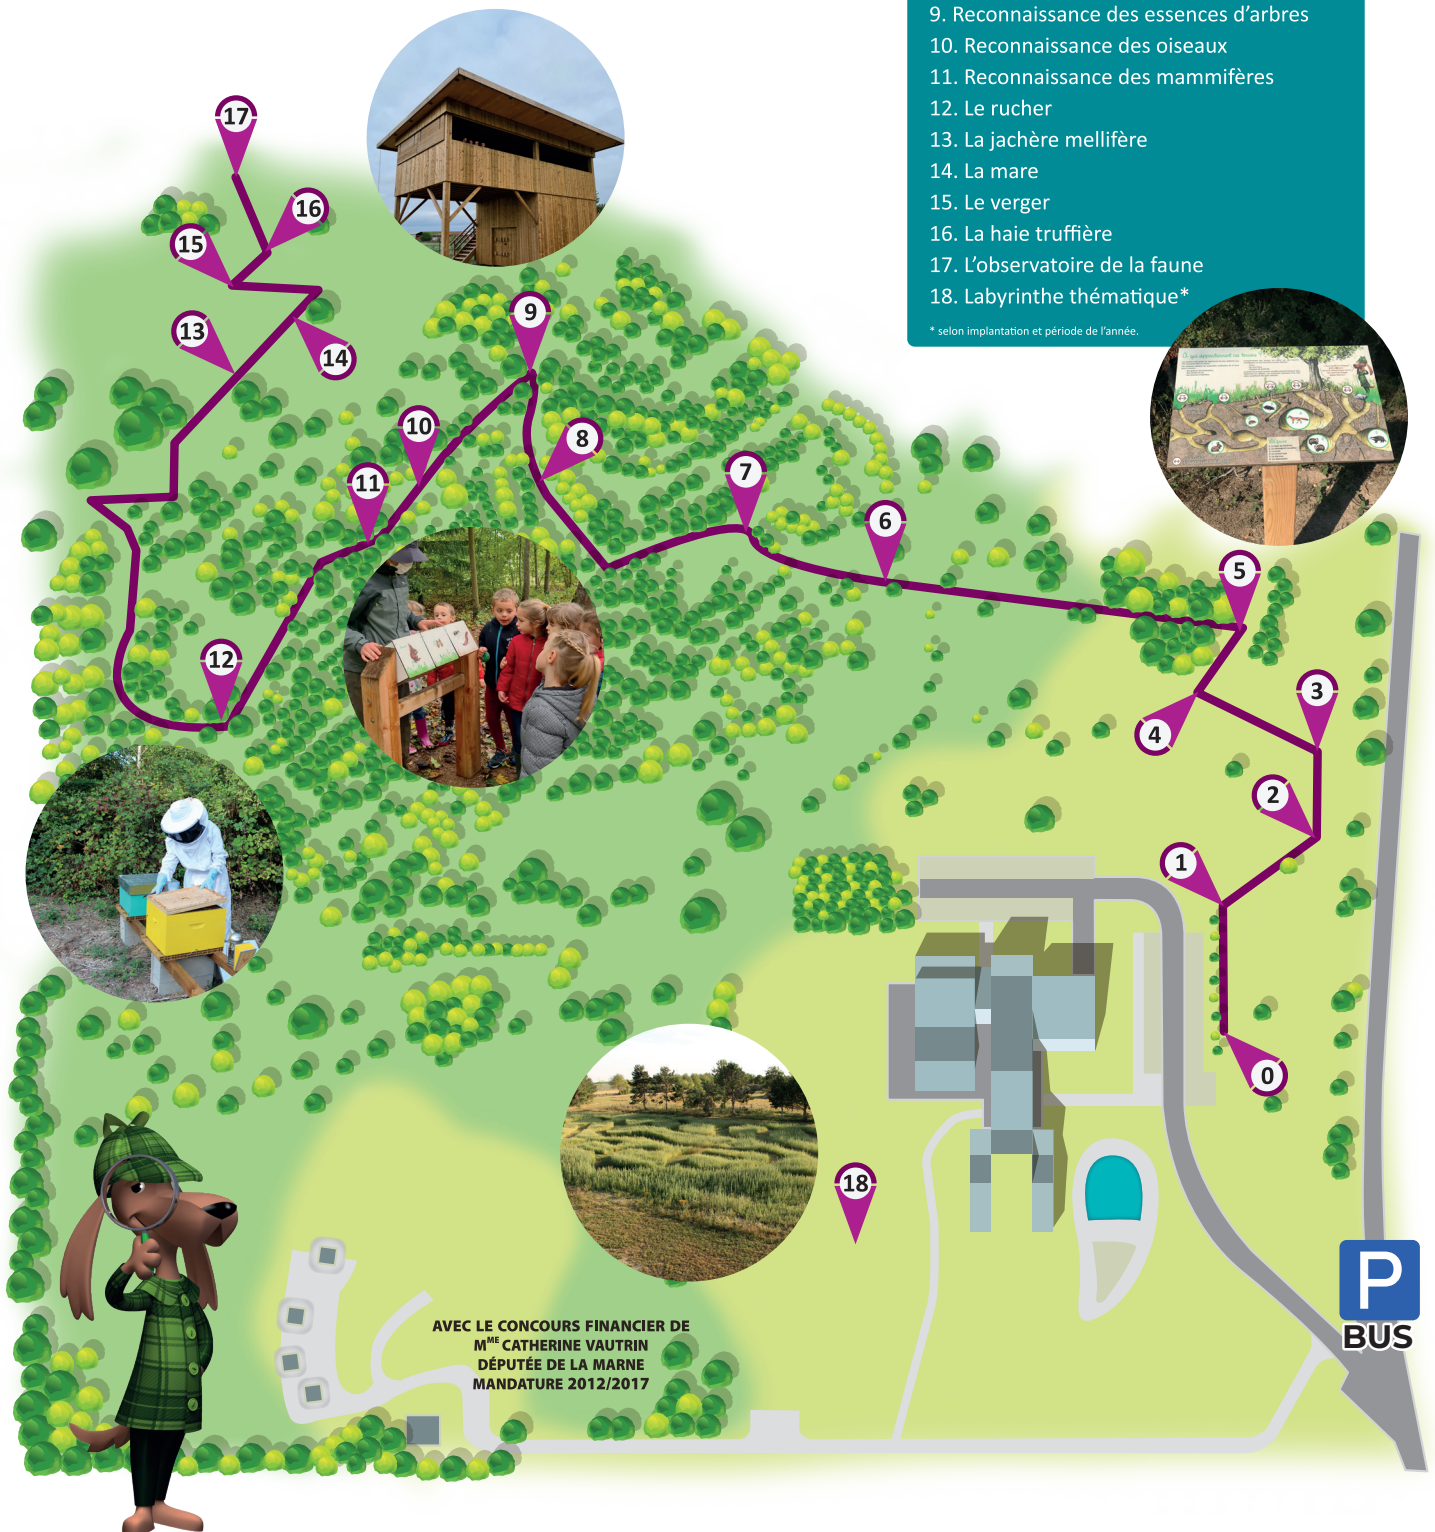 9. Reconnaissance des essences d’arbres
10. Reconnaissance des oiseaux
11. Reconnaissance des mammifères
12. Le rucher
13. La jachère mellifère
14. La mare
15. Le verger
16. La haie truffière
17. L’observatoire de la faune
18. Labyrinthe thématique*
* selon implantation et période de l’année.
17
16
15
9
13
14
10
8
7
11
6
5
12
3
4
2
1
0
18
P
BUS
AVEC LE CONCOURS FINANCIER DE
MME CATHERINE VAUTRIN
DÉPUTÉE DE LA MARNE
MANDATURE 2012/2017